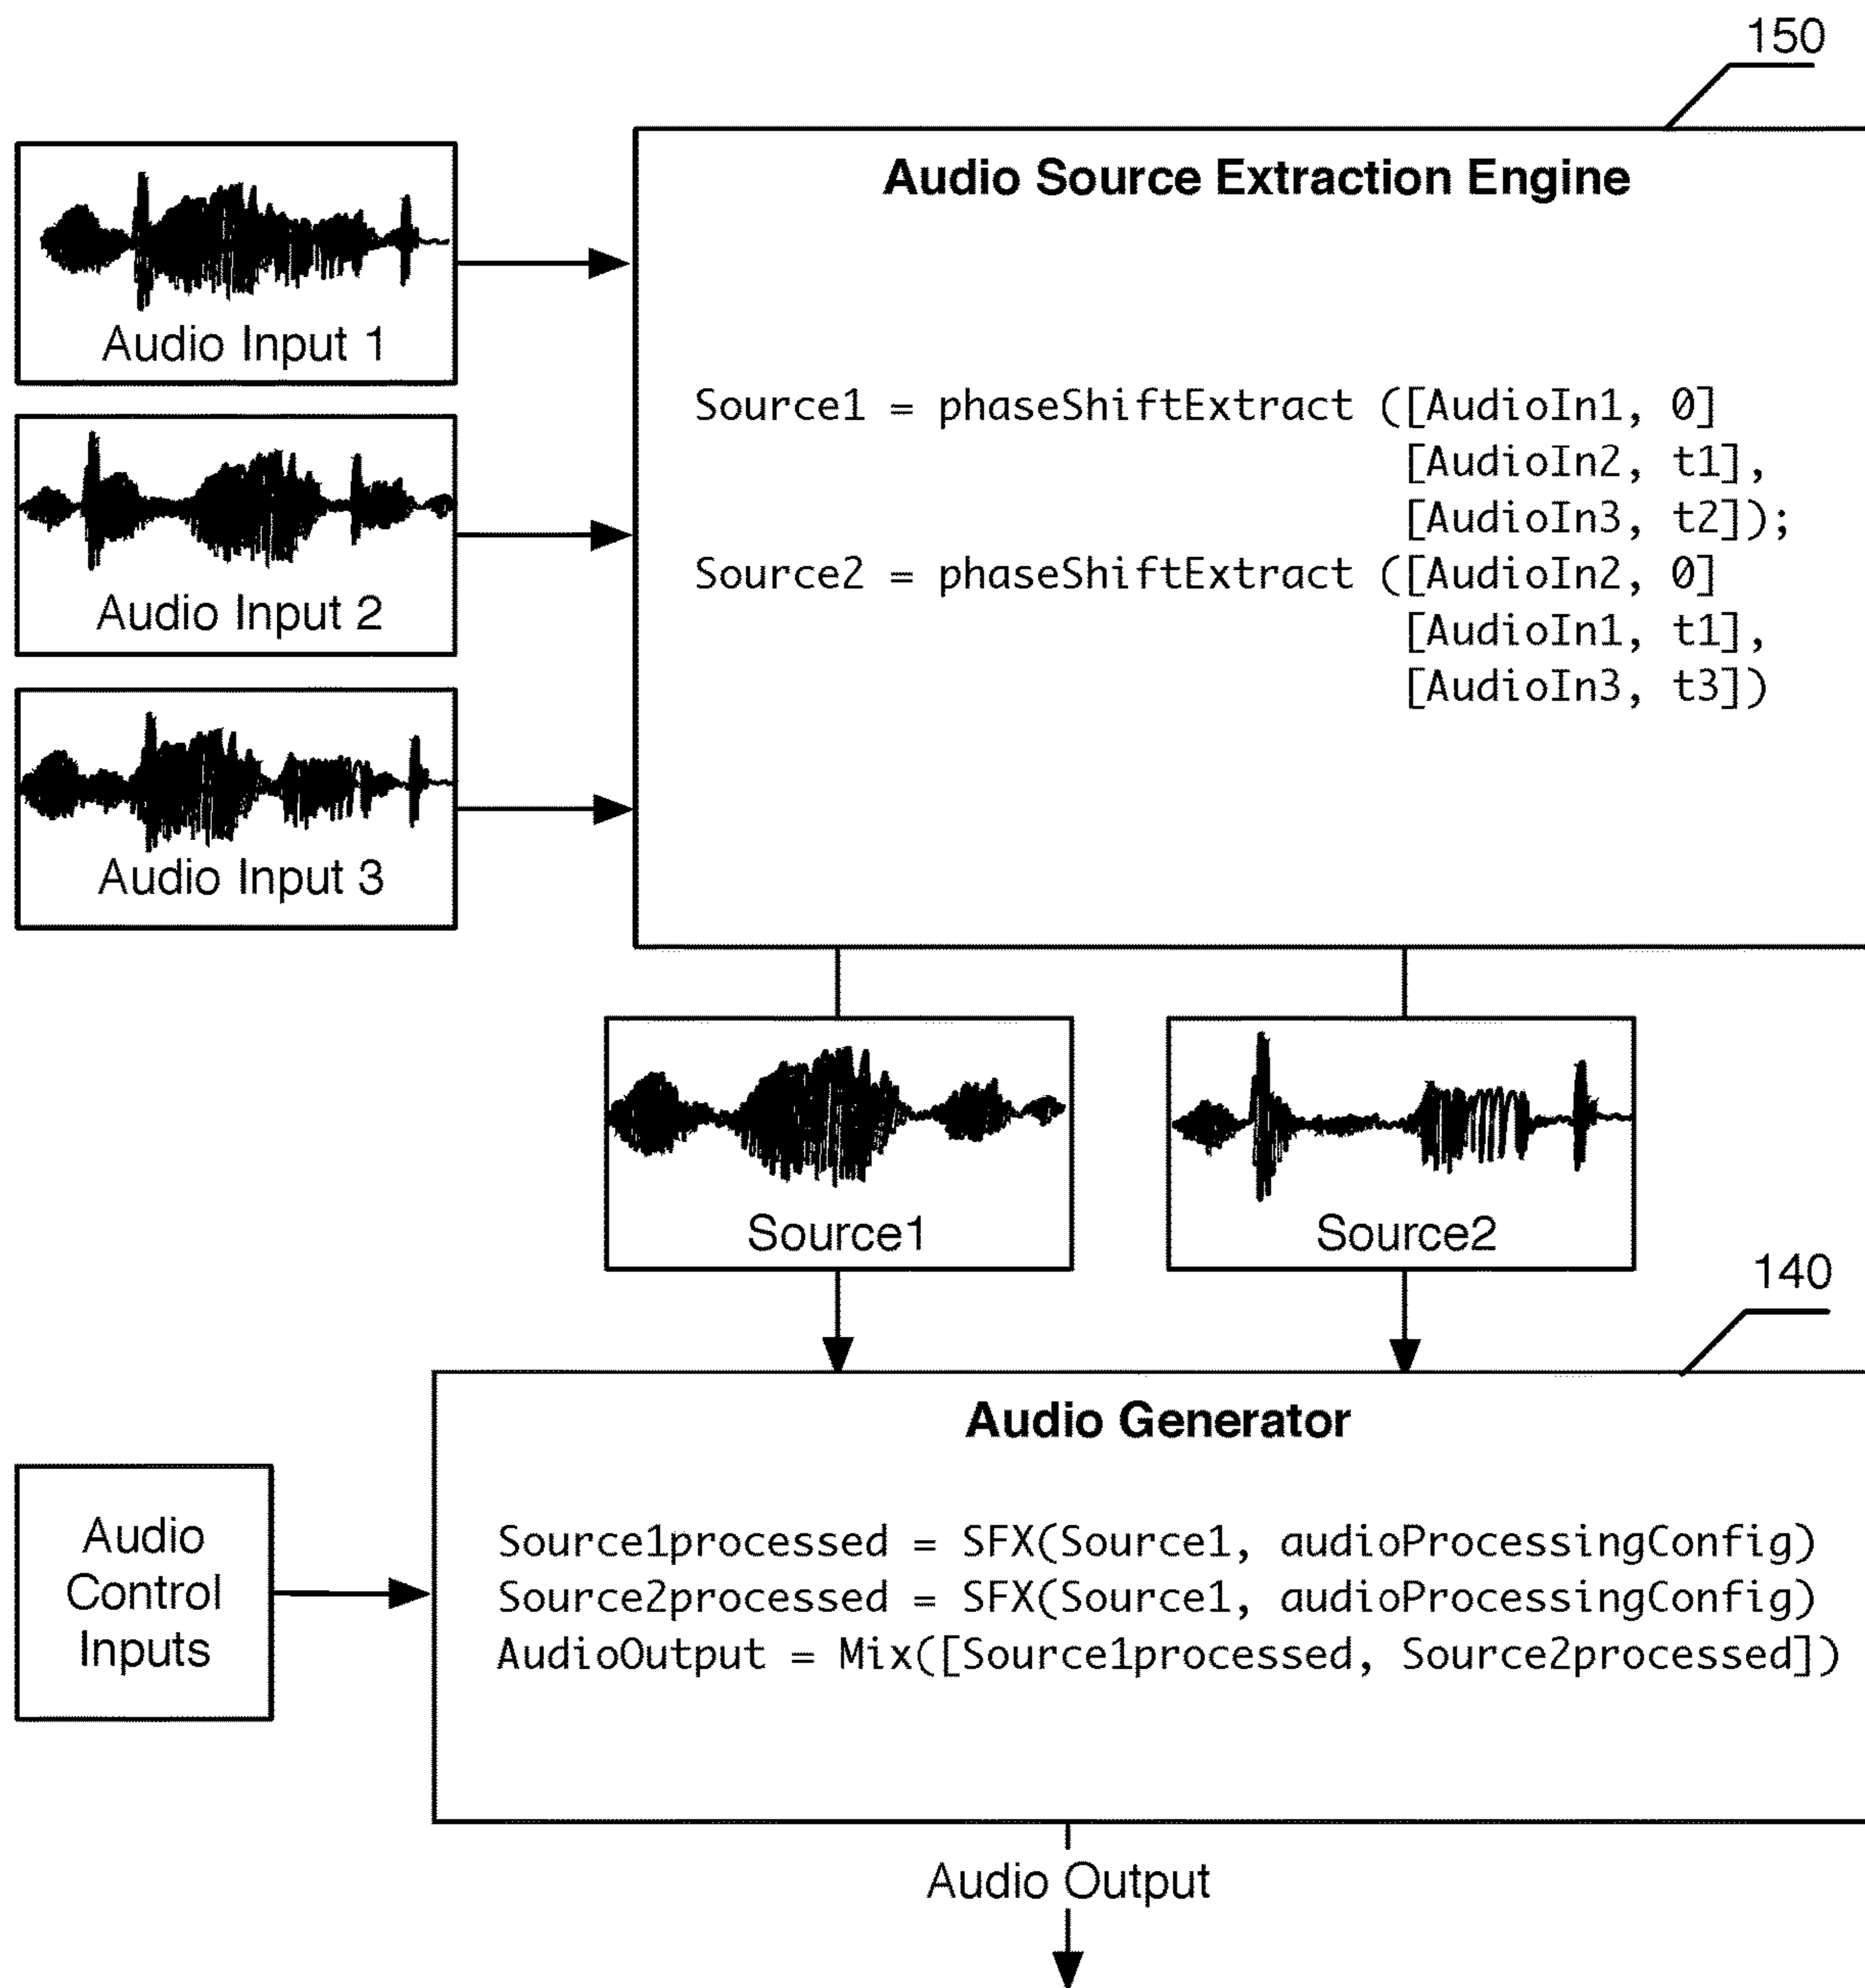 150
Audio Source Extraction Engine
Audio Input 1
Source1 = phaseShiftExtract ([AudioIn1, 0]
[AudioIn2, t1],
[AudioIn3, t2]);
Source2 = phaseShiftExtract ([AudioIn2, 0]
[AudioIn1, t1],
[AudioIn3, t3])
Audio Input 2
Audio Input 3
Source1
Source2
140
Audio Generator
Audio
Control
Inputs
Source1processed = SFX(Source1, audioProcessingConfig)
Source2processed = SFX(Source1, audioProcessingConfig)
AudioOutput = Mix([Source1processed, Source2processed])
Audio Output